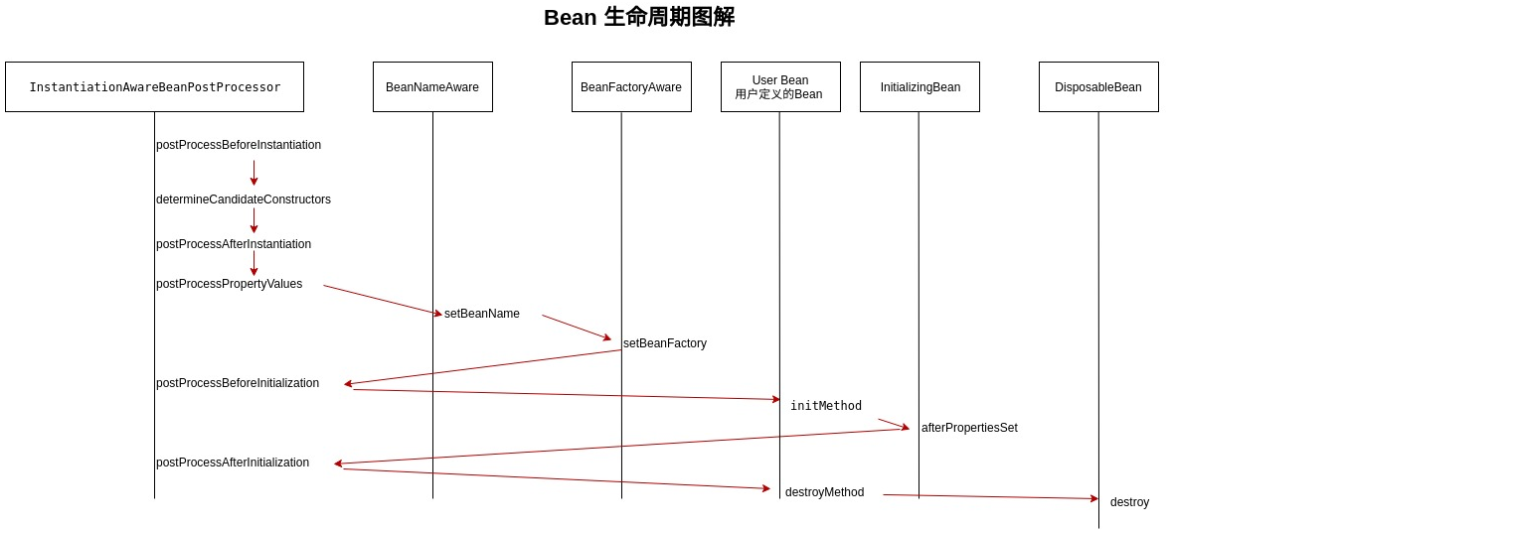 Bean 生命周期图解
InstantiationAwareBeanPostProcessor
BeanNameAware
BeanFactoryAware
User Bean
用户定义的Bean
InitializingBean
DisposableBean
postProcessBeforeInstantiation
determineCandidateConstructors
postProcessAfterInstantiation
postProcessPropertyValues
setBeanName
setBeanFactory
postProcessBeforeInitialization
initMethod
afterPropertiesSet
postProcessAfterInitialization
destroyMethod
destroy